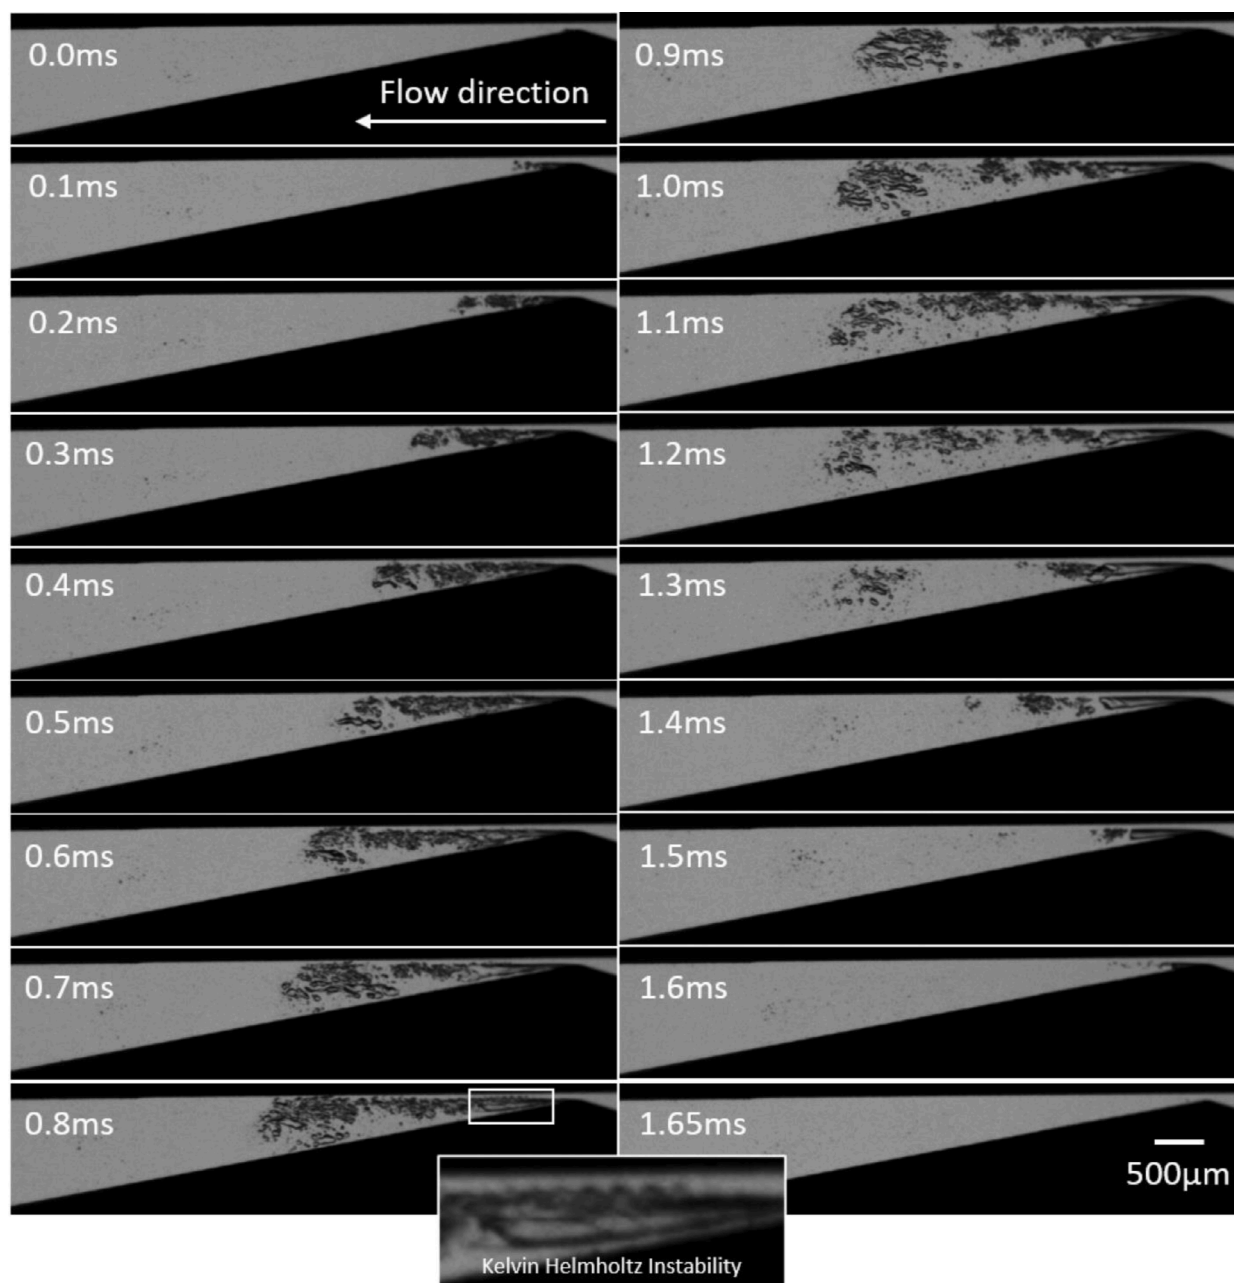 0.0ms
Flow direction
0.1ms
0.2ms
0.3ms
0.4ms
0.5ms
0.6ms
0.7ms
0.8ms
0.9ms
1.0ms
1.1ms
1.2ms
1.3ms
1.4ms
1.5ms
1.6ms
1.65ms
500µm
Kelvin Helmholtz Instability